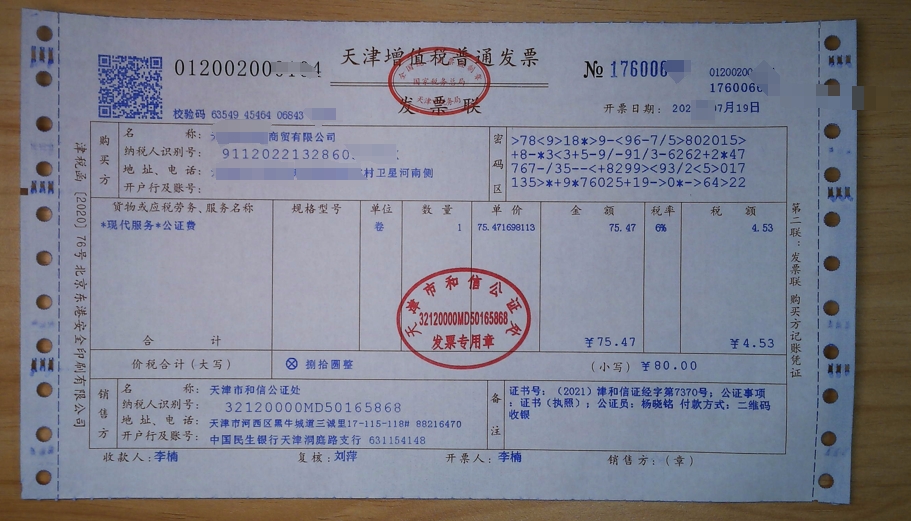 天津增值税普通发票
发票联
校验码 63549 45464 06843
№ 176006
0120020
176006
开票日期:
07月19日
购买方
名称: 商贸有限公司
纳税人识别号: 9112022132860
地址、电话: 村卫星河南侧
开户行及账号:
密码区
>78<9>18*>9-<96-7/5>802015>
+8-*3<3+5-9/-91/3-6262+2*47
767-/35--<+8299><93/2<5>017
135>*+9*76025+19->0*->64>22
货物或应税劳务、服务名称 规格型号 单位 数量 单价 金额 税率 税额
*现代服务*公证费 卷 1 75.471698113 75.47 6% 4.53
合计 ¥75.47 ¥4.53
价税合计(大写) ⊗ 捌拾圆整 (小写) ¥80.00
销售方
名称: 天津市和信公证处
纳税人识别号: 32120000MD50165868
地址、电话: 天津市河西区黑牛城道三诚里17-115-118# 88216470
开户行及账号: 中国民生银行天津洞庭路支行 631154148
备注
证书号:(2021)津和信证经字第7370号;公证事项
:证书(执照);公证员:杨晓铭 付款方式:二维码
收银
收款人:李楠 复核:刘萍 开票人:李楠 销售方:(章)
天津市和信公证处
32120000MD50165868
发票专用章
国家税务总局
津税函〔2020〕76号北京东港安全印刷有限公司
第二联:发票联 购买方记账凭证